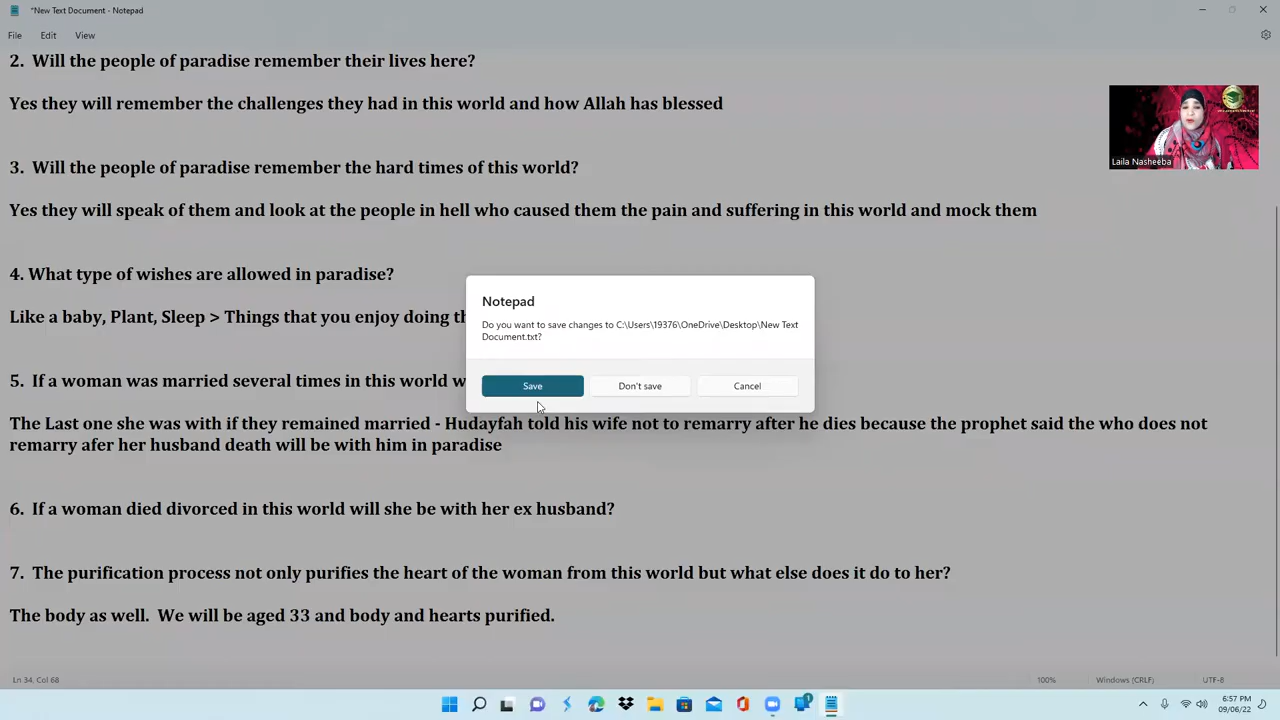 *New Text Document - Notepad
File Edit View
2. Will the people of paradise remember their lives here?
Yes they will remember the challenges they had in this world and how Allah has blessed
Laila Nasheeba
3. Will the people of paradise remember the hard times of this world?
Yes they will speak of them and look at the people in hell who caused them the pain and suffering in this world and mock them
4. What type of wishes are allowed in paradise?
Like a baby, Plant, Sleep > Things that you enjoy doing th
Notepad
Do you want to save changes to C:\Users\19376\OneDrive\Desktop\New Text
Document.txt?
Save Don't save Cancel
5. If a woman was married several times in this world w
The Last one she was with if they remained married - Hudayfah told his wife not to remarry after he dies because the prophet said the who does not
remarry afer her husband death will be with him in paradise
6. If a woman died divorced in this world will she be with her ex husband?
7. The purification process not only purifies the heart of the woman from this world but what else does it do to her?
The body as well. We will be aged 33 and body and hearts purified.
Ln 34, Col 68 100% Windows (CRLF) UTF-8
1
6:57 PM
09/06/22